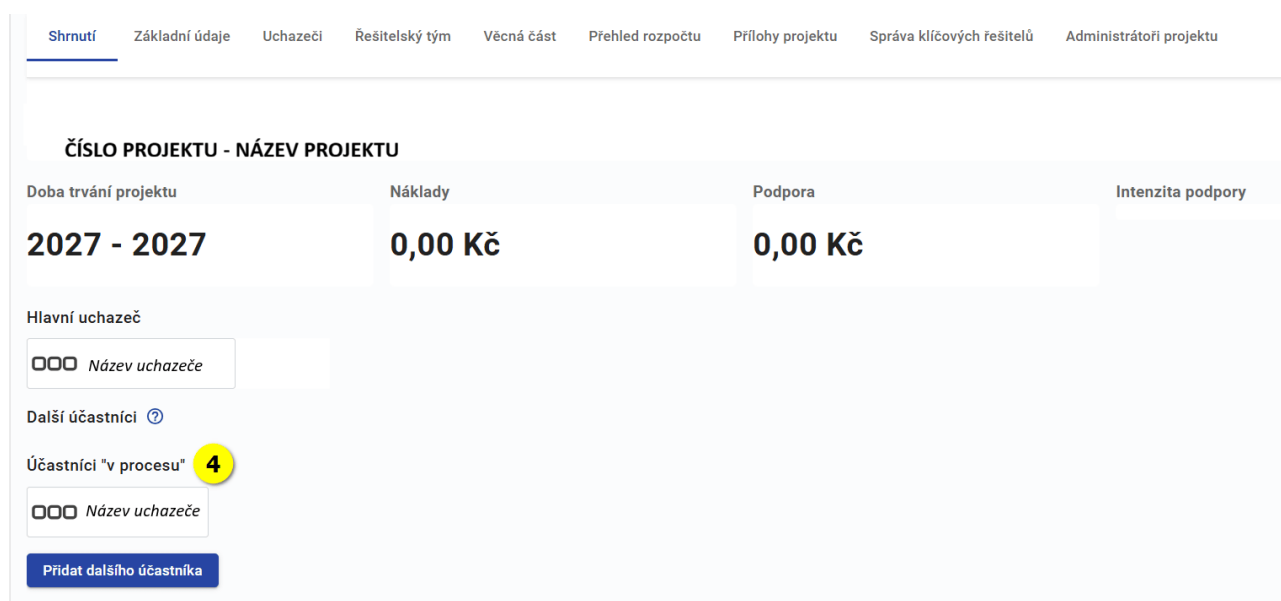 Shrnutí Základní údaje Uchazeči Řešitelský tým Věcná část Přehled rozpočtu Přílohy projektu Správa klíčových řešitelů Administrátoři projektu
ČÍSLO PROJEKTU - NÁZEV PROJEKTU
Doba trvání projektu Náklady Podpora Intenzita podpory
2027 - 2027 0,00 Kč 0,00 Kč
Hlavní uchazeč
Název uchazeče
Další účastníci ?
Účastníci "v procesu" 4
Název uchazeče
Přidat dalšího účastníka